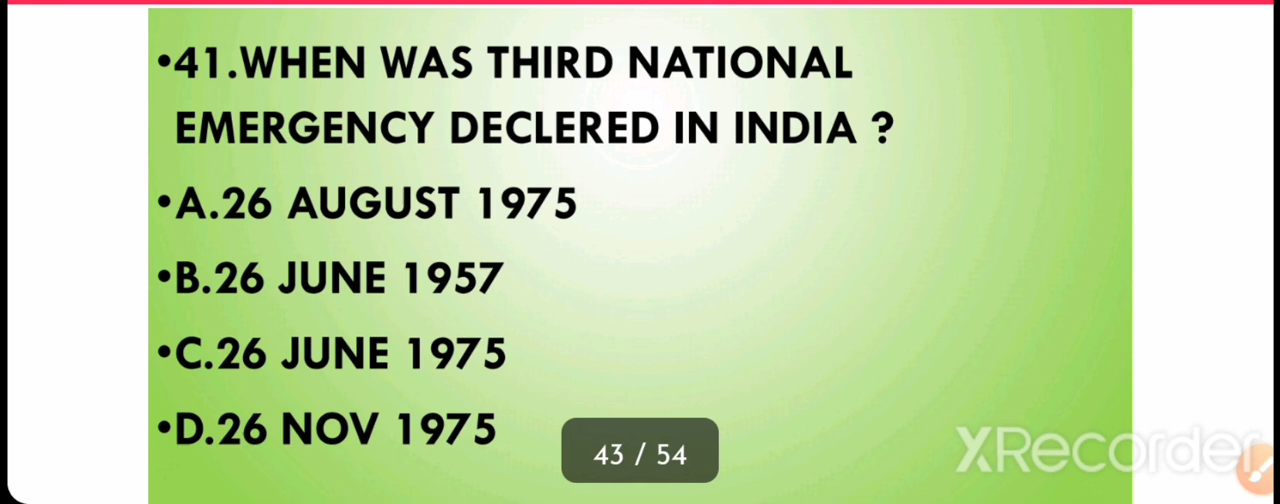 •41.WHEN WAS THIRD NATIONAL
EMERGENCY DECLERED IN INDIA ?
•A.26 AUGUST 1975
•B.26 JUNE 1957
•C.26 JUNE 1975
•D.26 NOV 1975
43 / 54
XRecorder